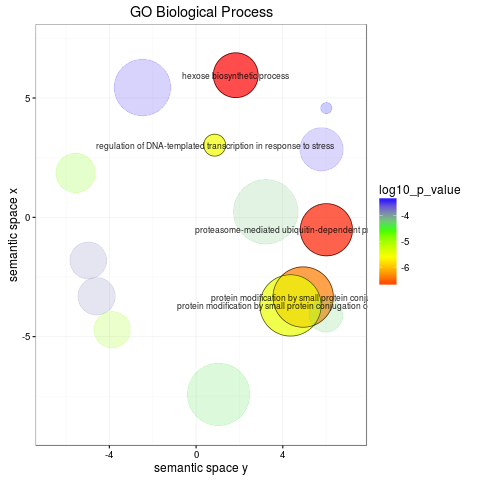 GO Biological Process
5
0
-5
-4
0
4
semantic space x
semantic space y
hexose biosynthetic process
regulation of DNA-templated transcription in response to stress
proteasome-mediated ubiquitin-dependent p
protein modification by small protein conj
protein modification by small protein conjugation o
log10_p_value
-4
-5
-6